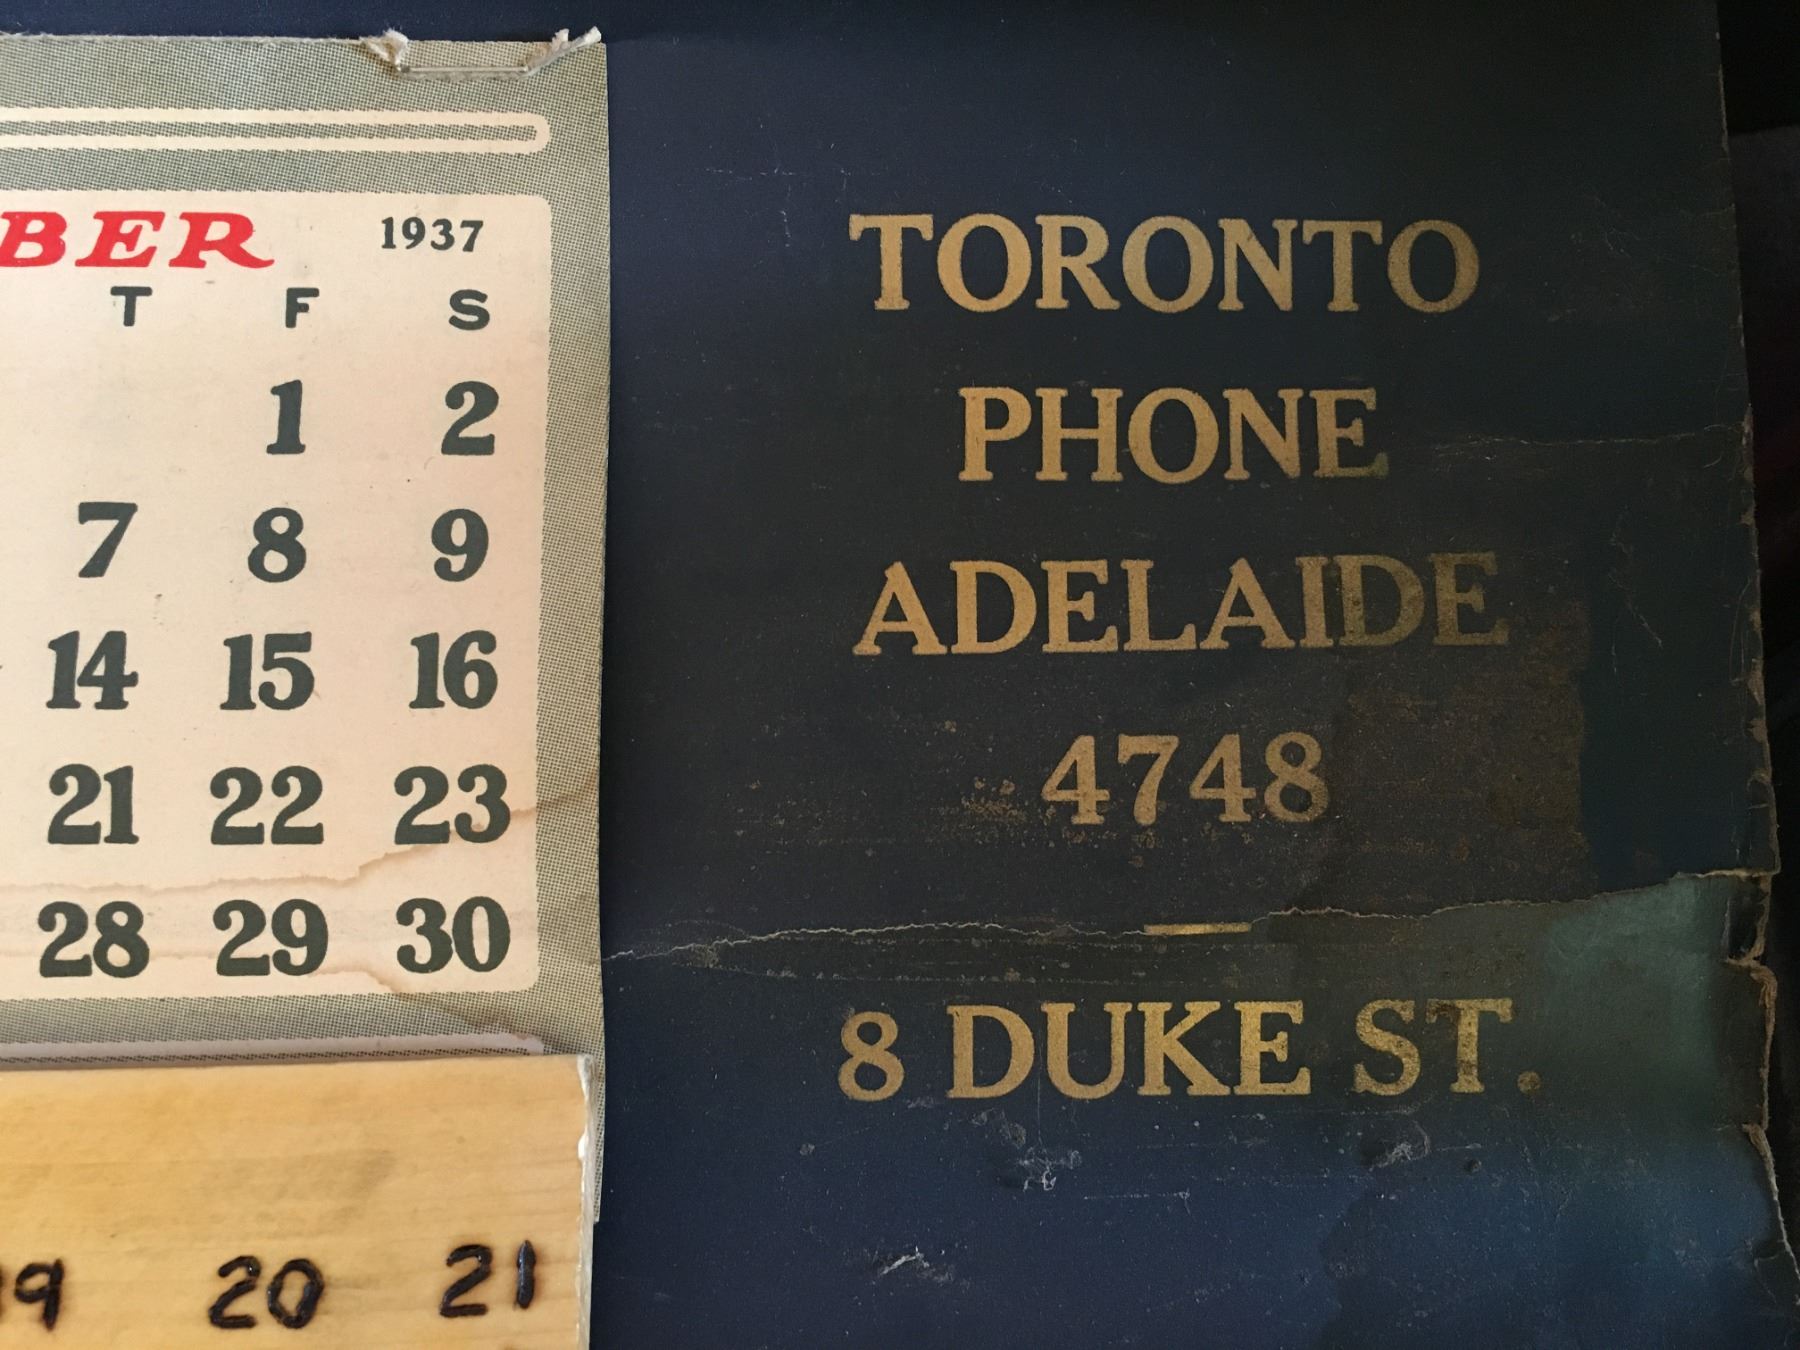 BER 1937
T F S
1 2
7 8 9
14 15 16
21 22 23
28 29 30
19 20 21
TORONTO
PHONE
ADELAIDE
4748
8 DUKE ST.